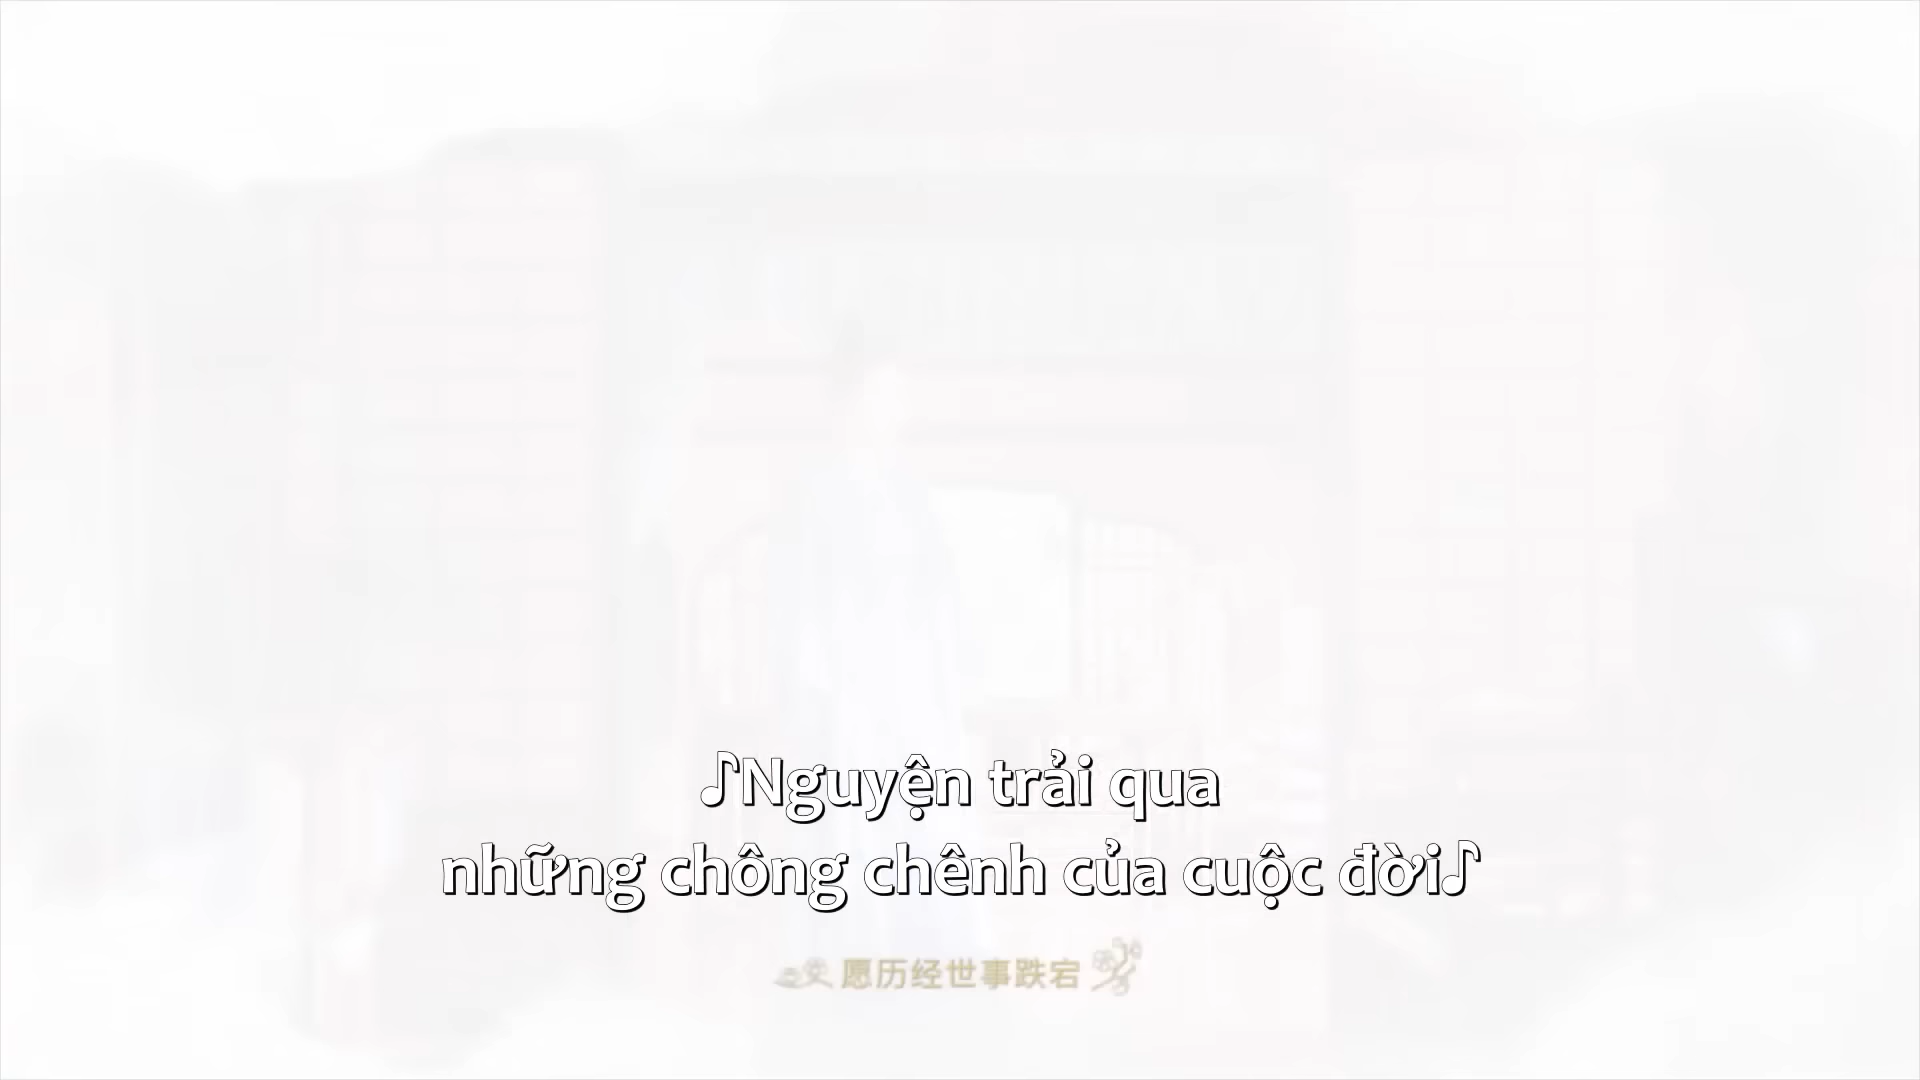 ♪Nguyện trải qua
những chông chênh của cuộc đời♪
愿历经世事跌宕